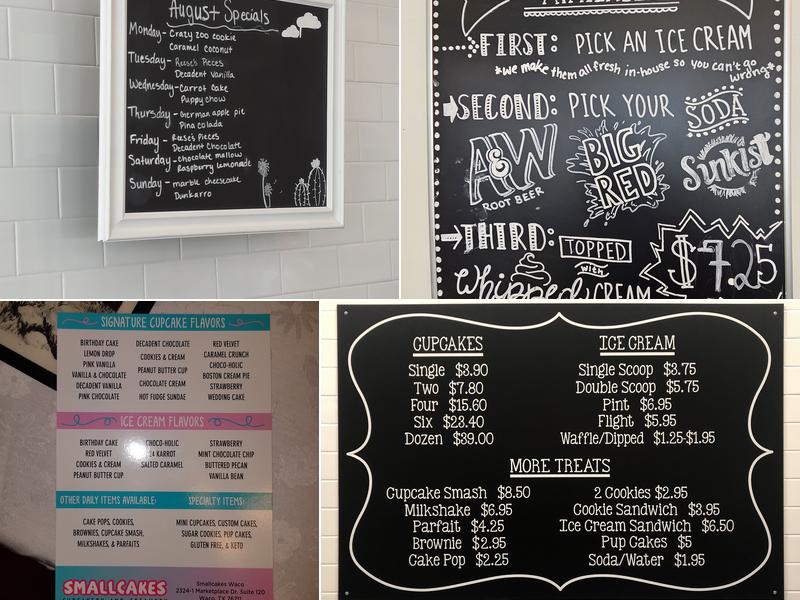 August Specials
Monday- Crazy zoo cookie
Caramel coconut
Tuesday- Reese's Pieces
Decadent Vanilla
Wednesday- Carrot Cake
Puppy chow
Thursday- German apple pie
Pina colada
Friday- Reese's Pieces
Decadent Chocolate
Saturday- Chocolate mallow
Raspberry lemonade
Sunday- marble cheesecake
Dunkarro
FIRST: PICK AN ICE CREAM
*we make them all fresh in-house so you can't go wrong*
SECOND: PICK YOUR SODA
A&W
ROOT BEER
BIG RED
Sunkist
THIRD: TOPPED with
whipped CREAM
$7.25
SIGNATURE CUPCAKE FLAVORS
BIRTHDAY CAKE
LEMON DROP
PINK VANILLA
VANILLA & CHOCOLATE
DECADENT VANILLA
PINK CHOCOLATE
DECADENT CHOCOLATE
COOKIES & CREAM
PEANUT BUTTER CUP
CHOCOLATE CREAM
HOT FUDGE SUNDAE
RED VELVET
CARAMEL CRUNCH
CHOCO-HOLIC
BOSTON CREAM PIE
STRAWBERRY
WEDDING CAKE
ICE CREAM FLAVORS
BIRTHDAY CAKE
RED VELVET
COOKIES & CREAM
PEANUT BUTTER CUP
CHOCO-HOLIC
24 KARROT
SALTED CARAMEL
STRAWBERRY
MINT CHOCOLATE CHIP
BUTTERED PECAN
VANILLA BEAN
OTHER DAILY ITEMS AVAILABLE:
CAKE POPS, COOKIES,
BROWNIES, CUPCAKE SMASH,
MILKSHAKES, & PARFAITS
SPECIALTY ITEMS:
MINI CUPCAKES, CUSTOM CAKES,
SUGAR COOKIES, PUP CAKES,
GLUTEN FREE, & KETO
SMALLCAKES
Smallcakes Waco
2324-1 Marketplace Dr. Suite 120
Waco, TX 76711
CUPCAKES
Single $3.90
Two $7.80
Four $15.60
Six $23.40
Dozen $39.00
ICE CREAM
Single Scoop $3.75
Double Scoop $5.75
Pint $6.95
Flight $5.95
Waffle/Dipped $1.25-$1.95
MORE TREATS
Cupcake Smash $8.50
Milkshake $6.95
Parfait $4.25
Brownie $2.95
Cake Pop $2.25
2 Cookies $2.95
Cookie Sandwich $3.95
Ice Cream Sandwich $6.50
Pup Cakes $5
Soda/Water $1.95